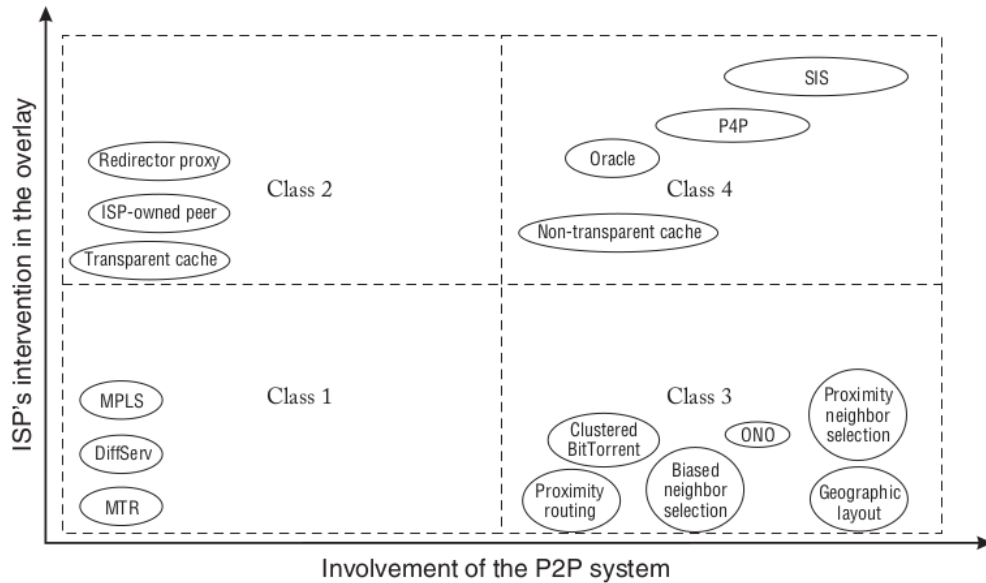 ISP's intervention in the overlay
SIS
P4P
Oracle
Redirector proxy
Class 2
Class 4
ISP-owned peer
Non-transparent cache
Transparent cache
MPLS
Class 1
Class 3
Proximity
neighbor
selection
Clustered
BitTorrent
ONO
DiffServ
Biased
neighbor
selection
Proximity
routing
Geographic
layout
MTR
Involvement of the P2P system